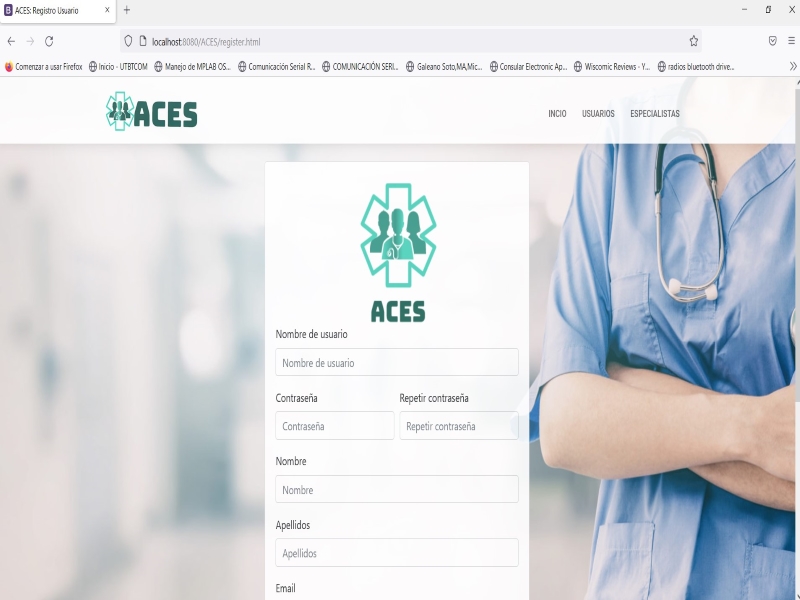 ACES: Registro Usuario
localhost:8080/ACES/register.html
Comenzar a usar Firefox Inicio - UTBTCOM Manejo de MPLAB OS... Comunicación Serial R... COMUNICACIÓN SERI... Galeano Soto,MA,Mic... Consular Electronic Ap... Wiscomic Reviews - Y... radios bluetooth drive...
ACES INCIO USUARIOS ESPECIALISTAS
ACES
Nombre de usuario
Nombre de usuario
Contraseña Repetir contraseña
Contraseña Repetir contraseña
Nombre
Nombre
Apellidos
Apellidos
Email